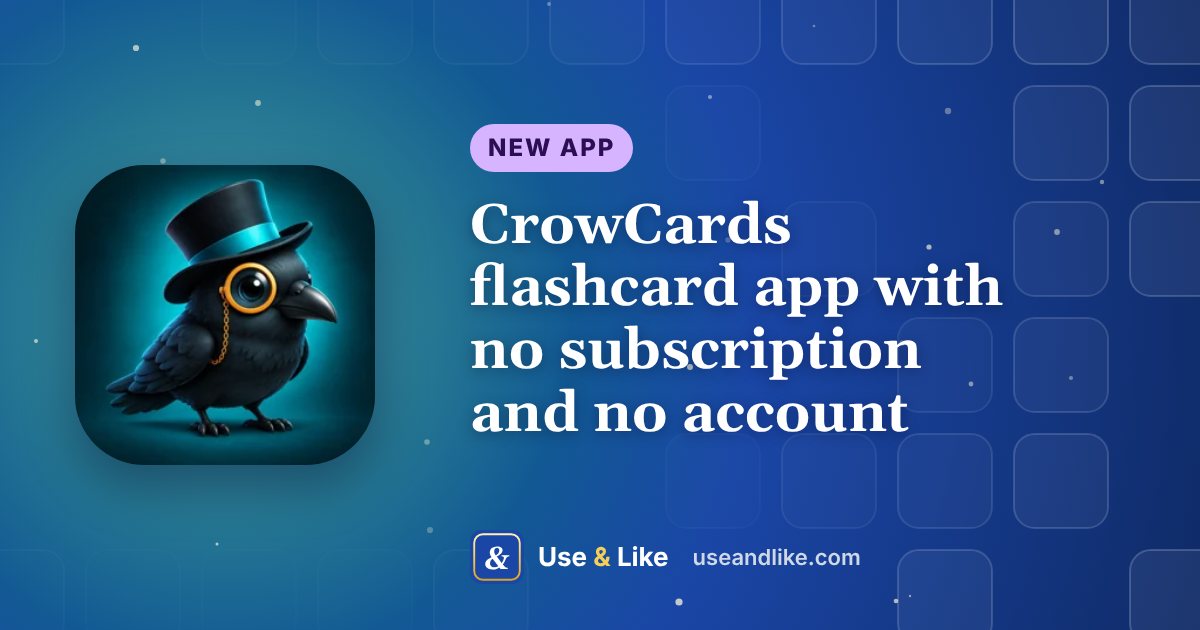 NEW APP
CrowCards
flashcard app with
no subscription
and no account
& Use & Like useandlike.com